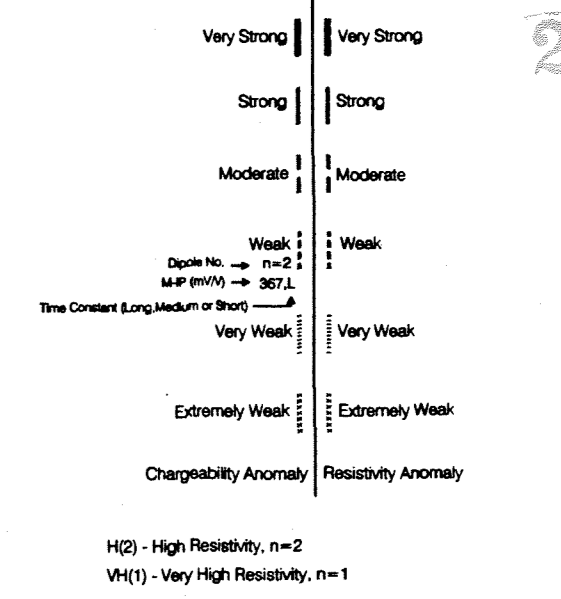 Very Strong Very Strong
Strong Strong
Moderate Moderate
Weak Weak
Dipole No. → n=2
M-IP (mV/V) → 367,L
Time Constant (Long,Medium or Short)
Very Weak Very Weak
Extremely Weak Extremely Weak
Chargeability Anomaly Resistivity Anomaly
H(2) - High Resistivity, n=2
VH(1) - Very High Resistivity, n=1
2